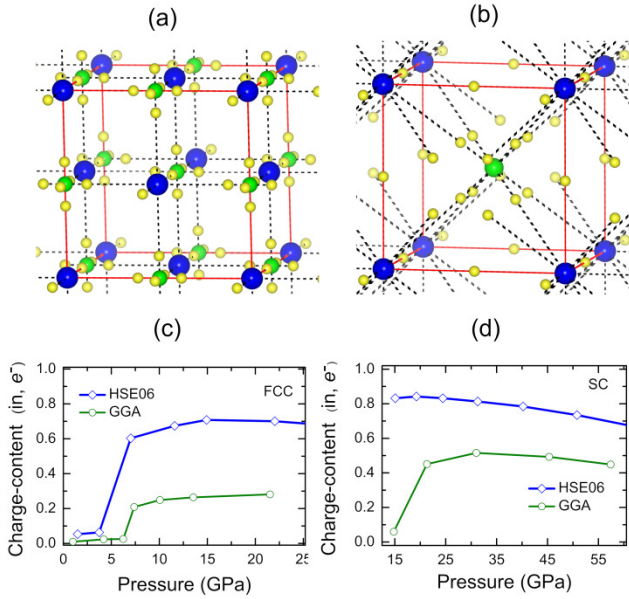 (a)
(b)
(c)
(d)
Charge-content (in, e⁻)
1.0
0.8
0.6
0.4
0.2
0.0
HSE06
GGA
FCC
0 5 10 15 20 25
Pressure (GPa)
Charge-content (in, e⁻)
1.0
0.8
0.6
0.4
0.2
0.0
SC
HSE06
GGA
15 25 35 45 55
Pressure (GPa)